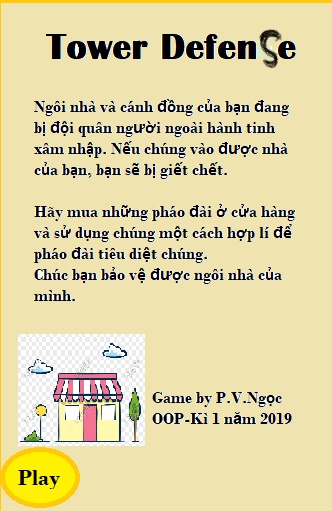 Tower Defense
Ngôi nhà và cánh đồng của bạn đang
bị đội quân người ngoài hành tinh
xâm nhập. Nếu chúng vào được nhà
của bạn, bạn sẽ bị giết chết.
Hãy mua những pháo đài ở cửa hàng
và sử dụng chúng một cách hợp lí để
pháo đài tiêu diệt chúng.
Chúc bạn bảo vệ được ngôi nhà của
mình.
Game by P.V.Ngọc
OOP-Kì 1 năm 2019
Play